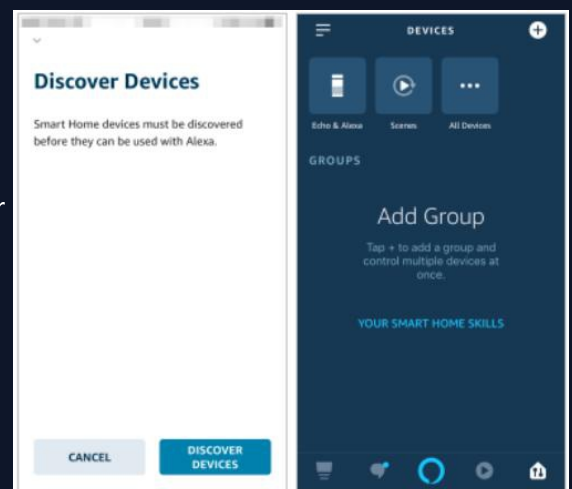 Discover Devices
Smart Home devices must be discovered
before they can be used with Alexa.
CANCEL
DISCOVER
DEVICES
DEVICES
Echo & Alexa
Scenes
All Devices
GROUPS
Add Group
Tap + to add a group and
control multiple devices at
once.
YOUR SMART HOME SKILLS